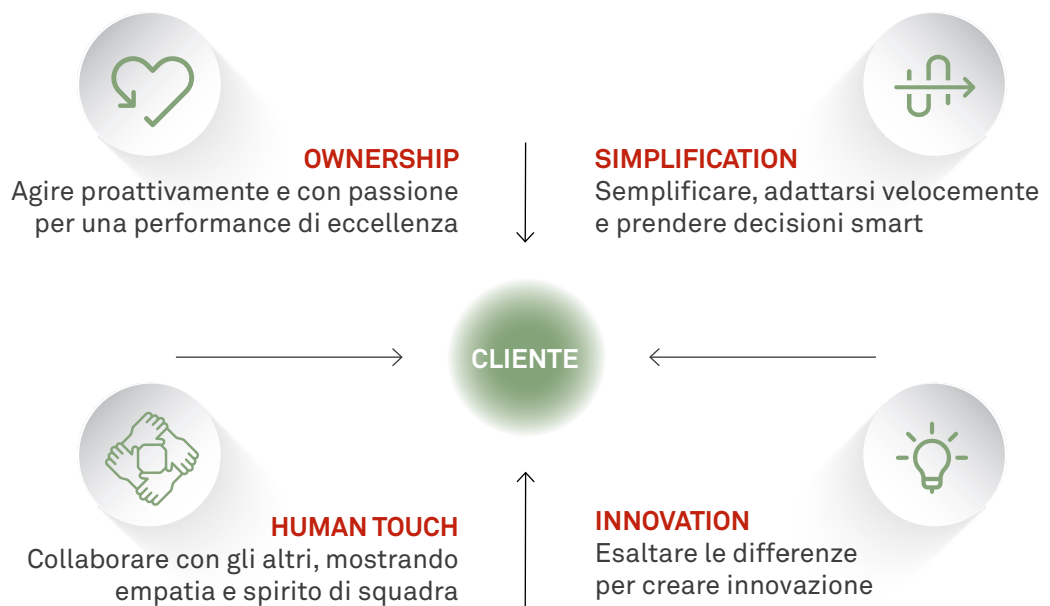 OWNERSHIP
Agire proattivamente e con passione
per una performance di eccellenza
SIMPLIFICATION
Semplificare, adattarsi velocemente
e prendere decisioni smart
CLIENTE
HUMAN TOUCH
Collaborare con gli altri, mostrando
empatia e spirito di squadra
INNOVATION
Esaltare le differenze
per creare innovazione